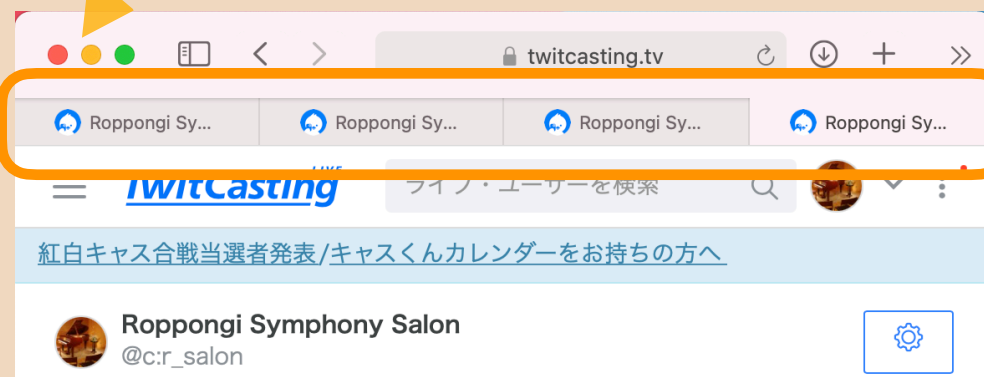 twitcasting.tv
Roppongi Sy... Roppongi Sy... Roppongi Sy... Roppongi Sy...
TwitCasting LIVE ライブ・ユーザーを検索
紅白キャス合戦当選者発表/キャスくんカレンダーをお持ちの方へ
Roppongi Symphony Salon
@c:r_salon